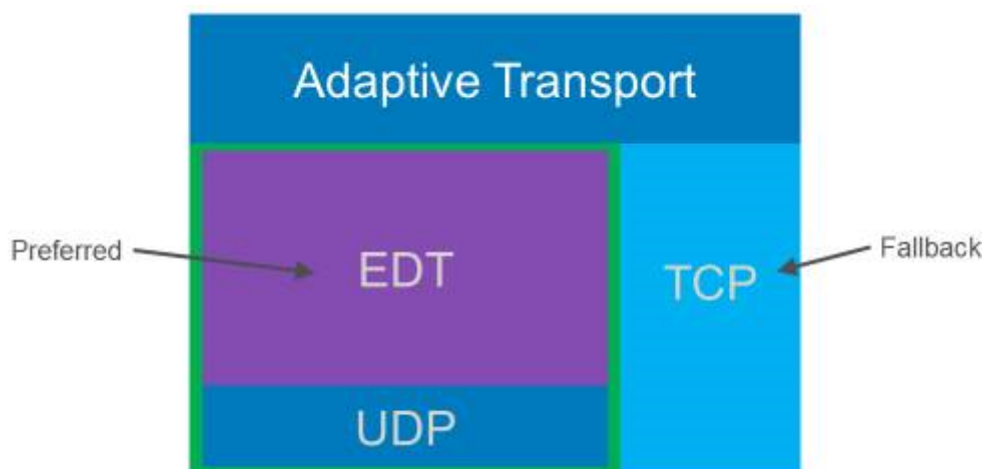 Adaptive Transport
Preferred
EDT
TCP
Fallback
UDP